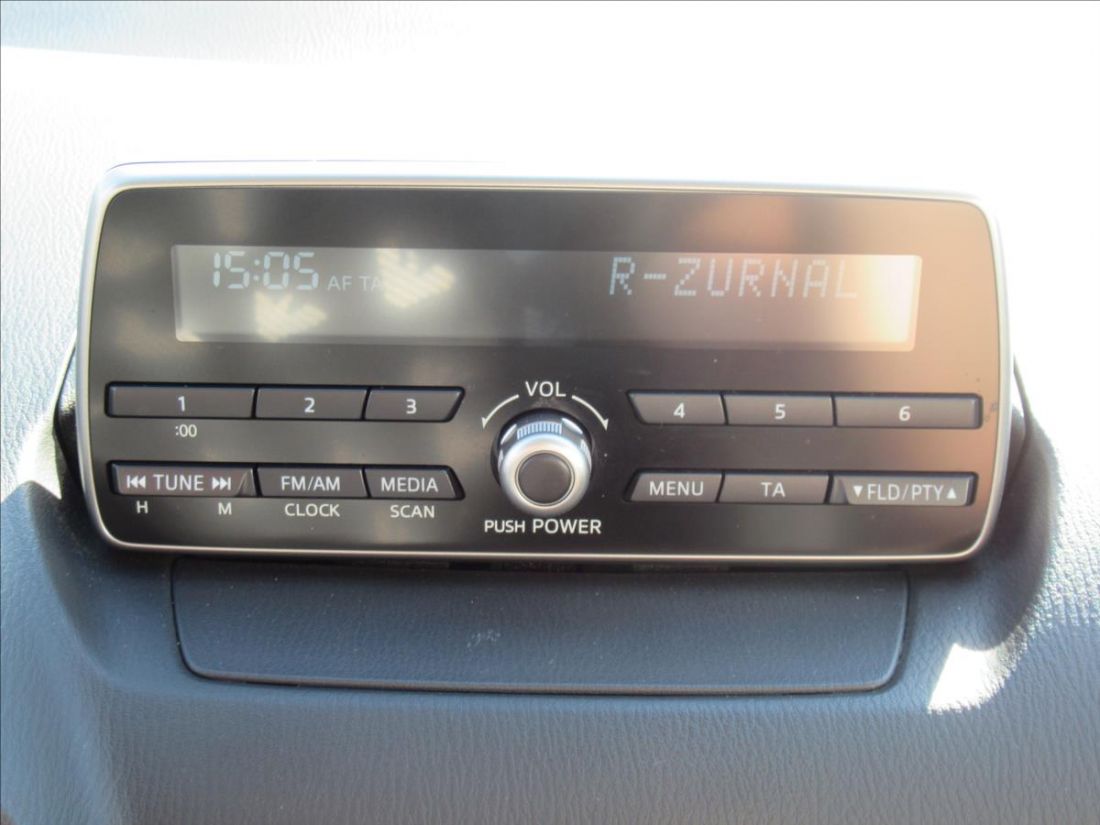 15:05 AF TA R-ZURNAL
VOL
1 2 3 4 5 6
:00
⏮ TUNE ⏭ FM/AM MEDIA MENU TA ▼FLD/PTY▲
H M CLOCK SCAN
PUSH POWER